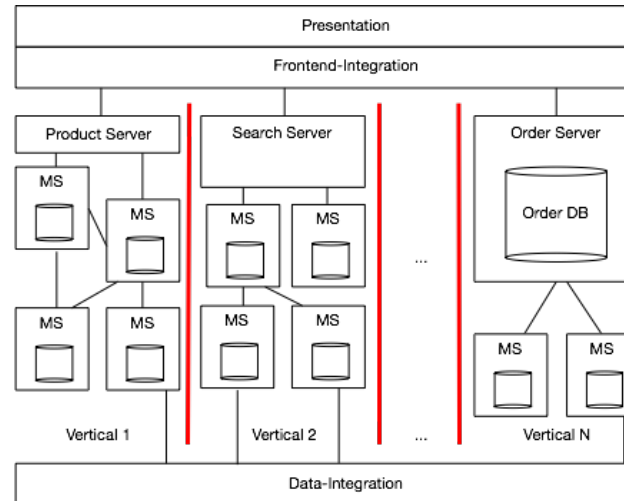 Presentation
Frontend-Integration
Product Server
Search Server
Order Server
MS
MS
MS
MS
Order DB
MS
...
MS
MS
MS
MS
MS
MS
Vertical 1
Vertical 2
...
Vertical N
Data-Integration